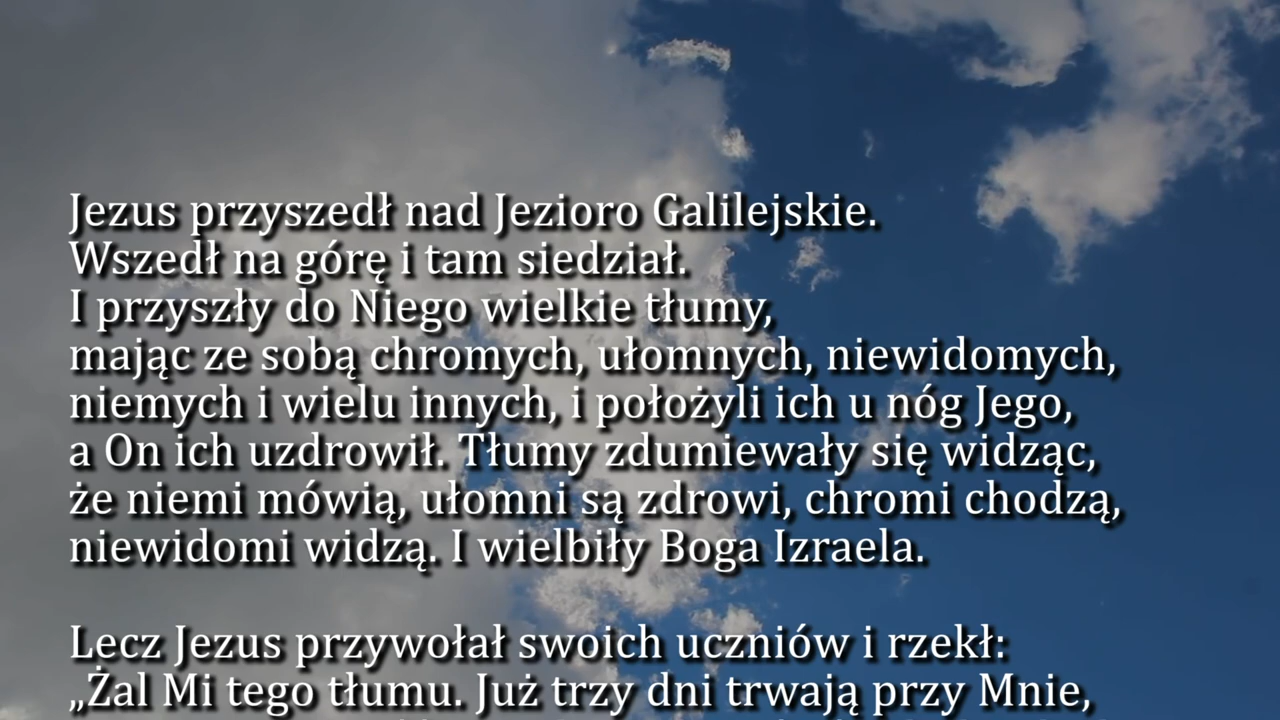 Jezus przyszedł nad Jezioro Galilejskie.
Wszedł na górę i tam siedział.
I przyszły do Niego wielkie tłumy,
mając ze sobą chromych, ułomnych, niewidomych,
niemych i wielu innych, i położyli ich u nóg Jego,
a On ich uzdrowił. Tłumy zdumiewały się widząc,
że niemi mówią, ułomni są zdrowi, chromi chodzą,
niewidomi widzą. I wielbiły Boga Izraela.
Lecz Jezus przywołał swoich uczniów i rzekł:
„Żal Mi tego tłumu. Już trzy dni trwają przy Mnie,